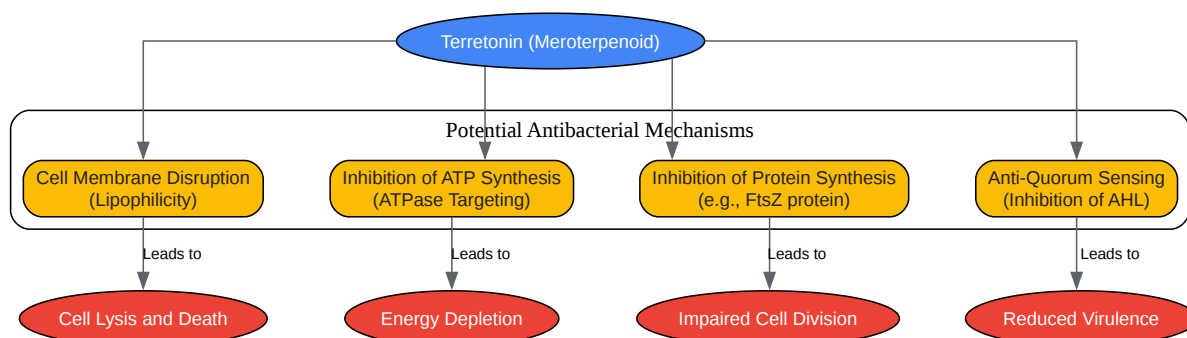 Terretonin (Meroterpenoid)
Potential Antibacterial Mechanisms
Cell Membrane Disruption
(Lipophilicity)
Inhibition of ATP Synthesis
(ATPase Targeting)
Inhibition of Protein Synthesis
(e.g., FtsZ protein)
Anti-Quorum Sensing
(Inhibition of AHL)
Leads to
Leads to
Leads to
Leads to
Cell Lysis and Death
Energy Depletion
Impaired Cell Division
Reduced Virulence